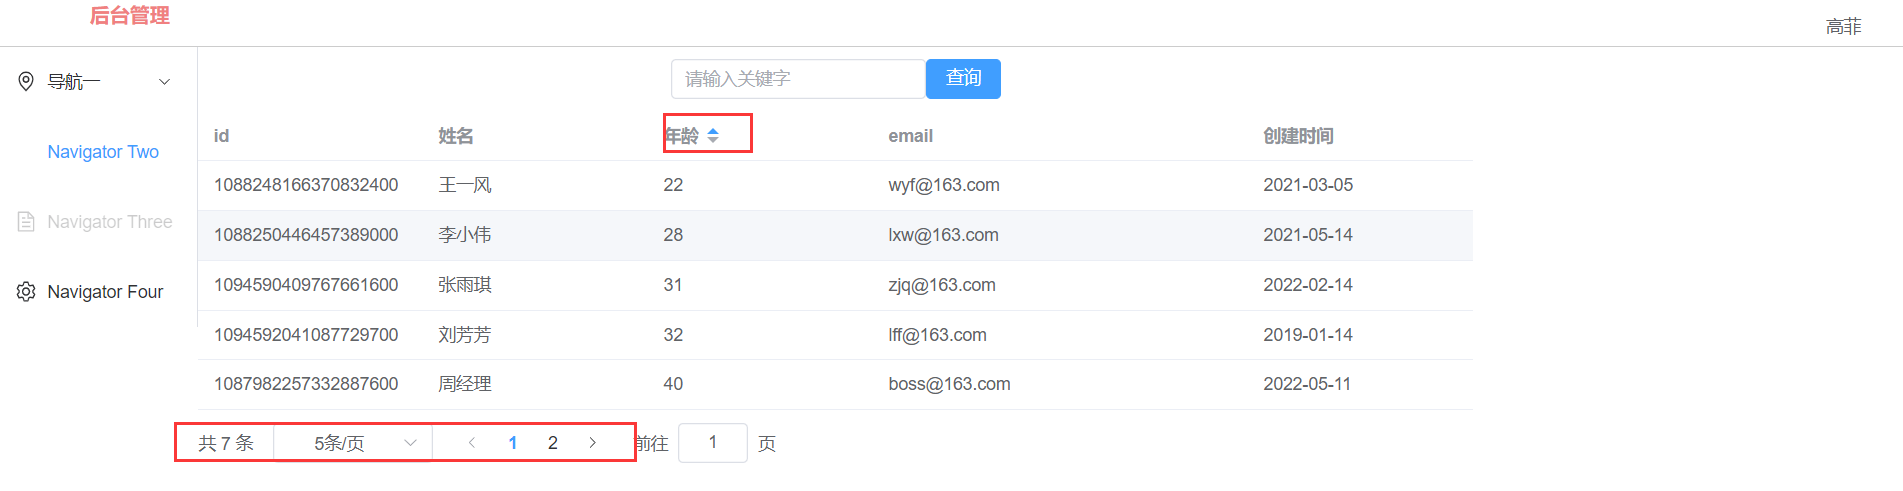 后台管理
高菲
导航一
Navigator Two
Navigator Three
Navigator Four
请输入关键字 查询
id 姓名 年龄 email 创建时间
1088248166370832400 王一风 22 wyf@163.com 2021-03-05
1088250446457389000 李小伟 28 lxw@163.com 2021-05-14
1094590409767661600 张雨琪 31 zjq@163.com 2022-02-14
1094592041087729700 刘芳芳 32 lff@163.com 2019-01-14
1087982257332887600 周经理 40 boss@163.com 2022-05-11
共 7 条 5条/页 1 2 前往 1 页